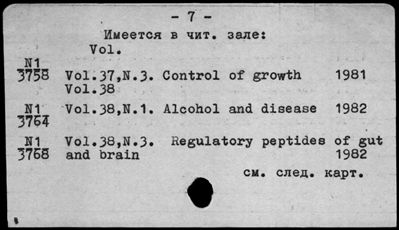 - 7 -
Имеется в чит. зале:
Vol.
N1
3758 Vol.37,N.3. Control of growth 1981
Vol.38
N1 Vol.38,N.1. Alcohol and disease 1982
3764
N1 Vol.38,N.3. Regulatory peptides of gut
3768 and brain 1982
см. след. карт.